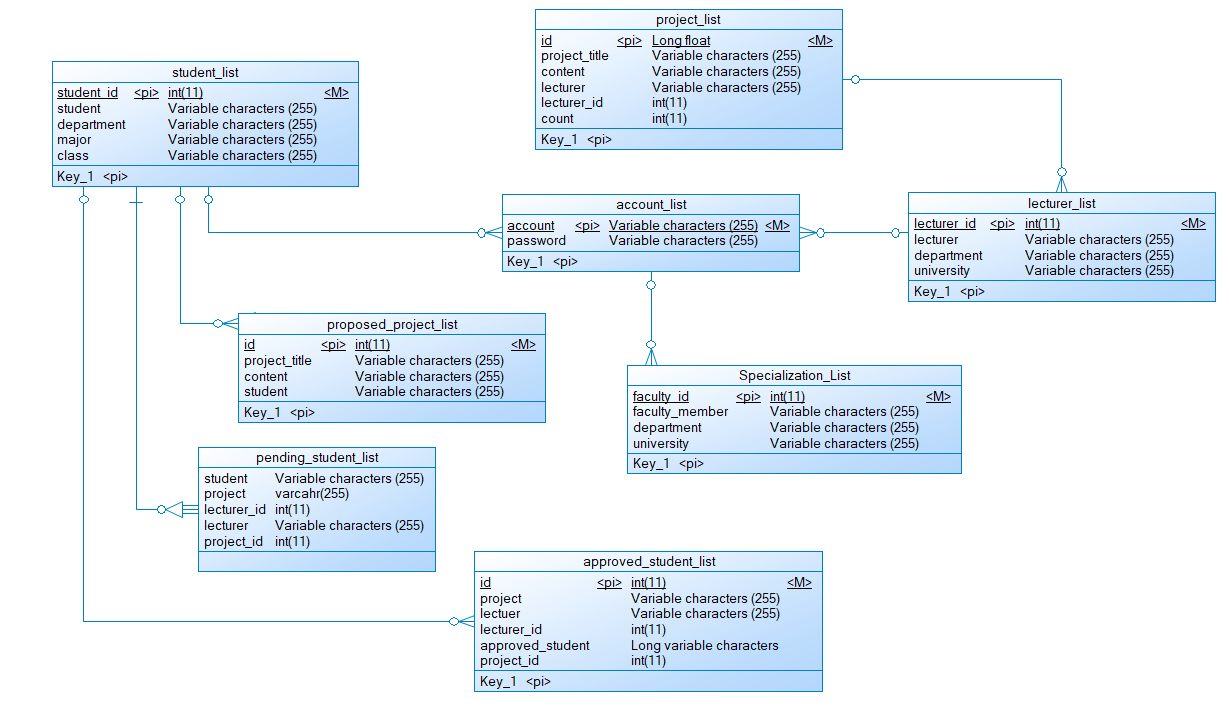 project_list
id <pi> Long float <M>
project_title Variable characters (255)
content Variable characters (255)
lecturer Variable characters (255)
lecturer_id int(11)
count int(11)
Key_1 <pi>
student_list
student_id <pi> int(11) <M>
student Variable characters (255)
department Variable characters (255)
major Variable characters (255)
class Variable characters (255)
Key_1 <pi>
account_list
account <pi> Variable characters (255) <M>
password Variable characters (255)
Key_1 <pi>
lecturer_list
lecturer_id <pi> int(11) <M>
lecturer Variable characters (255)
department Variable characters (255)
university Variable characters (255)
Key_1 <pi>
proposed_project_list
id <pi> int(11) <M>
project_title Variable characters (255)
content Variable characters (255)
student Variable characters (255)
Key_1 <pi>
Specialization_List
faculty_id <pi> int(11) <M>
faculty_member Variable characters (255)
department Variable characters (255)
university Variable characters (255)
Key_1 <pi>
pending_student_list
student Variable characters (255)
project varcahr(255)
lecturer_id int(11)
lecturer Variable characters (255)
project_id int(11)
approved_student_list
id <pi> int(11) <M>
project Variable characters (255)
lectuer Variable characters (255)
lecturer_id int(11)
approved_student Long variable characters
project_id int(11)
Key_1 <pi>